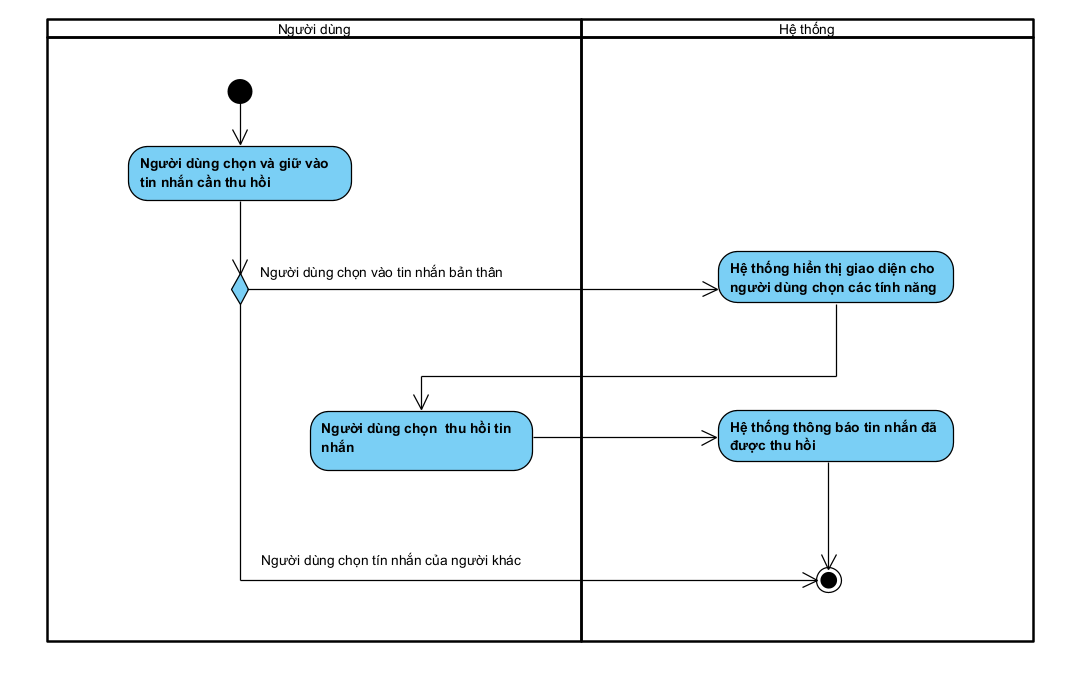 Người dùng
Hệ thống
Người dùng chọn và giữ vào
tin nhắn cần thu hồi
Người dùng chọn vào tin nhắn bản thân
Hệ thống hiển thị giao diện cho
người dùng chọn các tính năng
Người dùng chọn  thu hồi tin
nhắn
Hệ thống thông báo tin nhắn đã
được thu hồi
Người dùng chọn tín nhắn của người khác